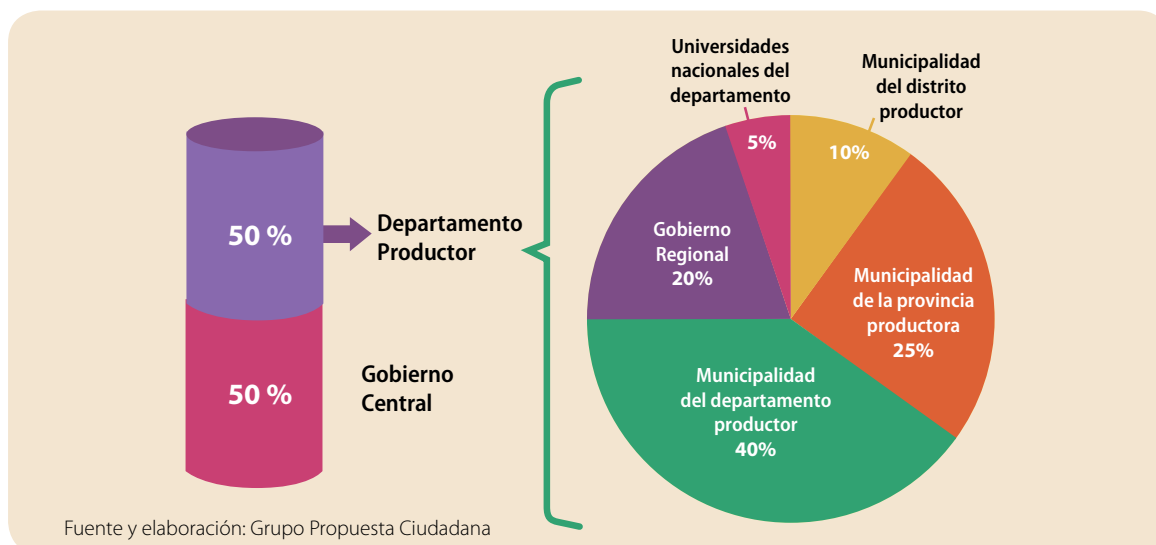 50 %
Departamento
Productor
50 %
Gobierno
Central
Universidades
nacionales del
departamento
5%
Municipalidad
del distrito
productor
10%
Gobierno
Regional
20%
Municipalidad
de la provincia
productora
25%
Municipalidad
del departamento
productor
40%
Fuente y elaboración: Grupo Propuesta Ciudadana